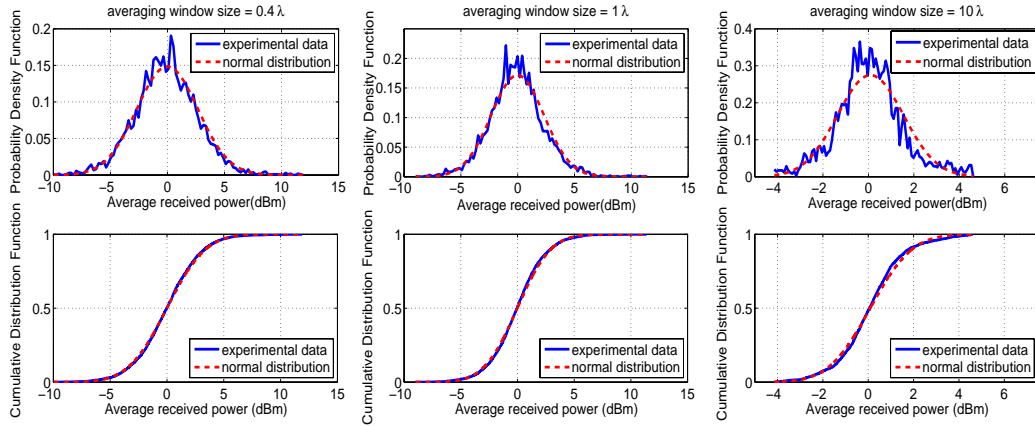 averaging window size = 0.4 λ
Probability Density Function
0.2
0.15
0.1
0.05
0
−10
−5
0
5
10
15
Average received power(dBm)
experimental data
normal distribution
averaging window size = 1 λ
Probability Density Function
0.25
0.2
0.15
0.1
0.05
0
−10
−5
0
5
10
15
Average received power(dBm)
experimental data
normal distribution
averaging window size = 10 λ
Probability Density Function
0.4
0.3
0.2
0.1
0
−4
−2
0
2
4
6
Average received power(dBm)
experimental data
normal distribution
Cumulative Distribution Function
1
0.5
0
−10
−5
0
5
10
15
Average received power (dBm)
experimental data
normal distribution
Cumulative Distribution Function
1
0.5
0
−10
−5
0
5
10
15
Average received power (dBm)
experimental data
normal distribution
Cumulative Distribution Function
1
0.5
0
−4
−2
0
2
4
6
Average received power (dBm)
experimental data
normal distribution